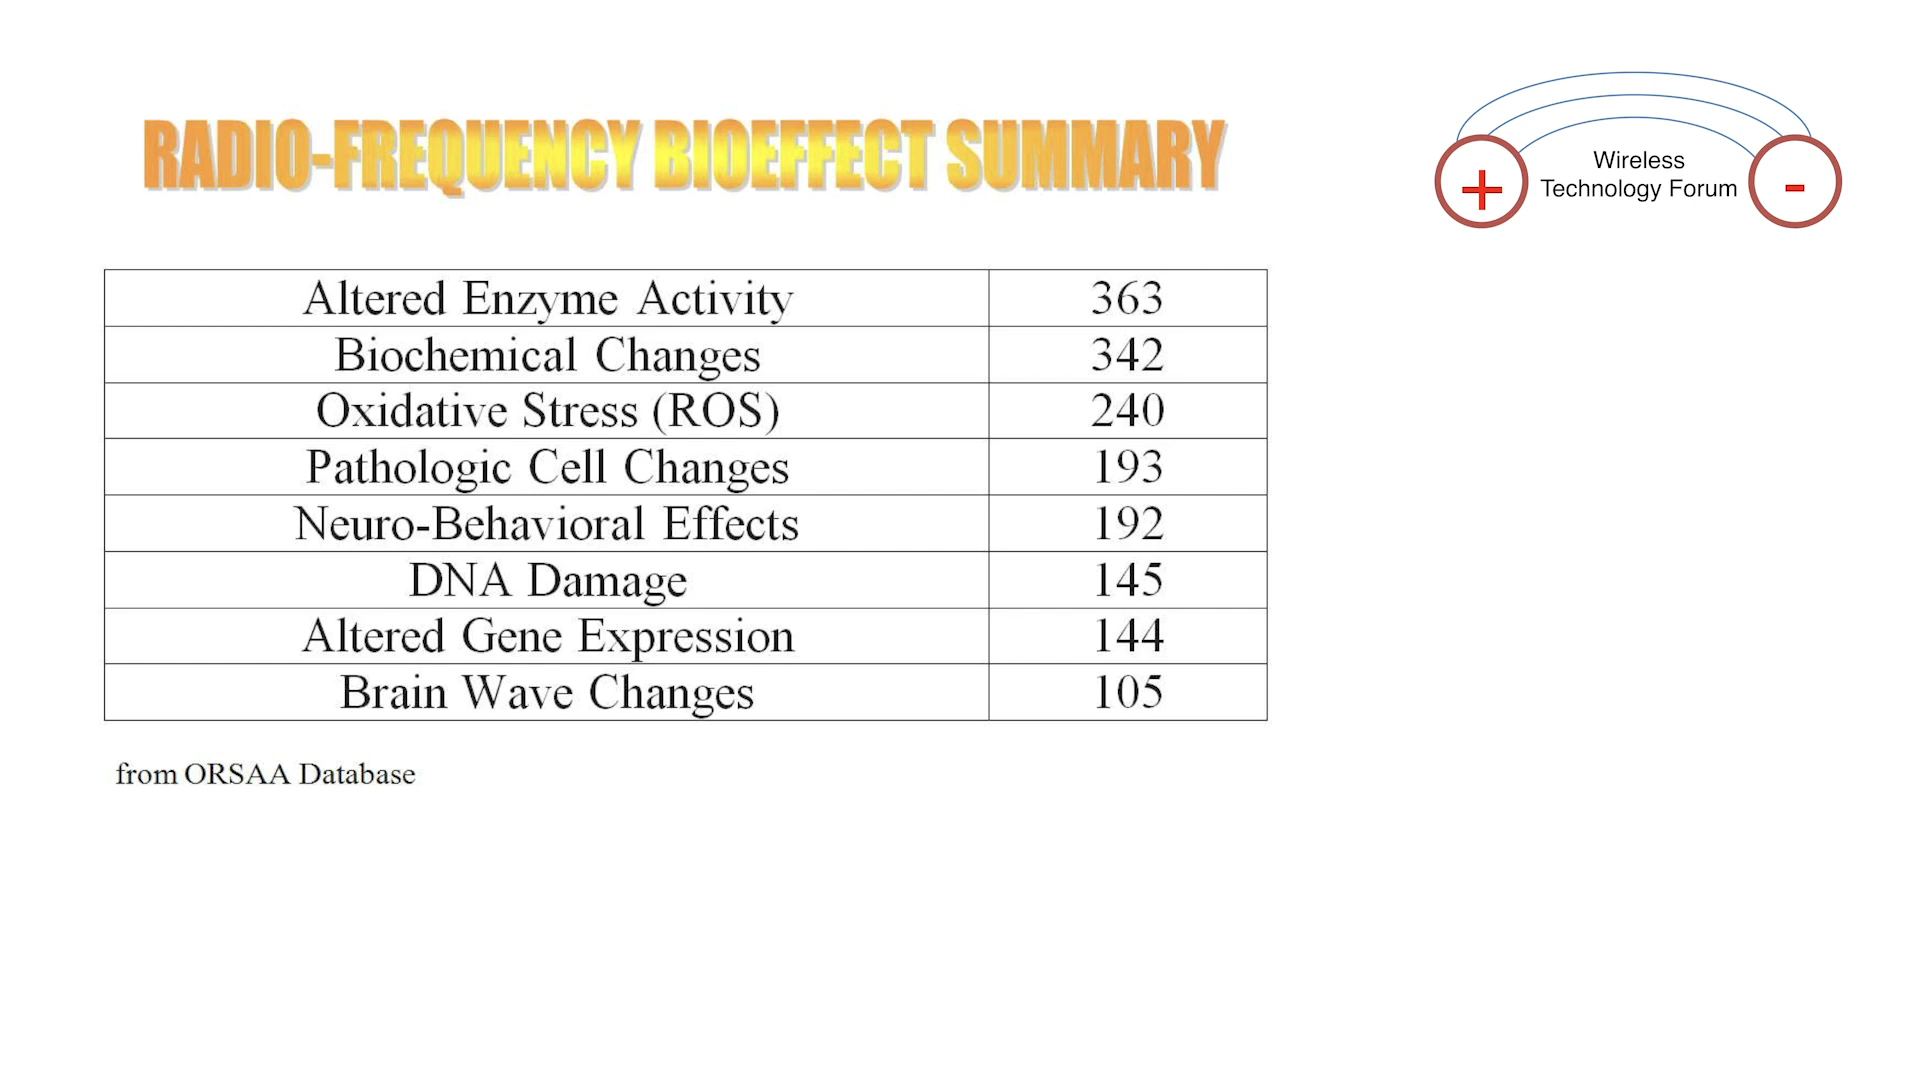 RADIO-FREQUENCY BIOEFFECT SUMMARY
Wireless
Technology Forum
+
-
Altered Enzyme Activity 363
Biochemical Changes 342
Oxidative Stress (ROS) 240
Pathologic Cell Changes 193
Neuro-Behavioral Effects 192
DNA Damage 145
Altered Gene Expression 144
Brain Wave Changes 105
from ORSAA Database